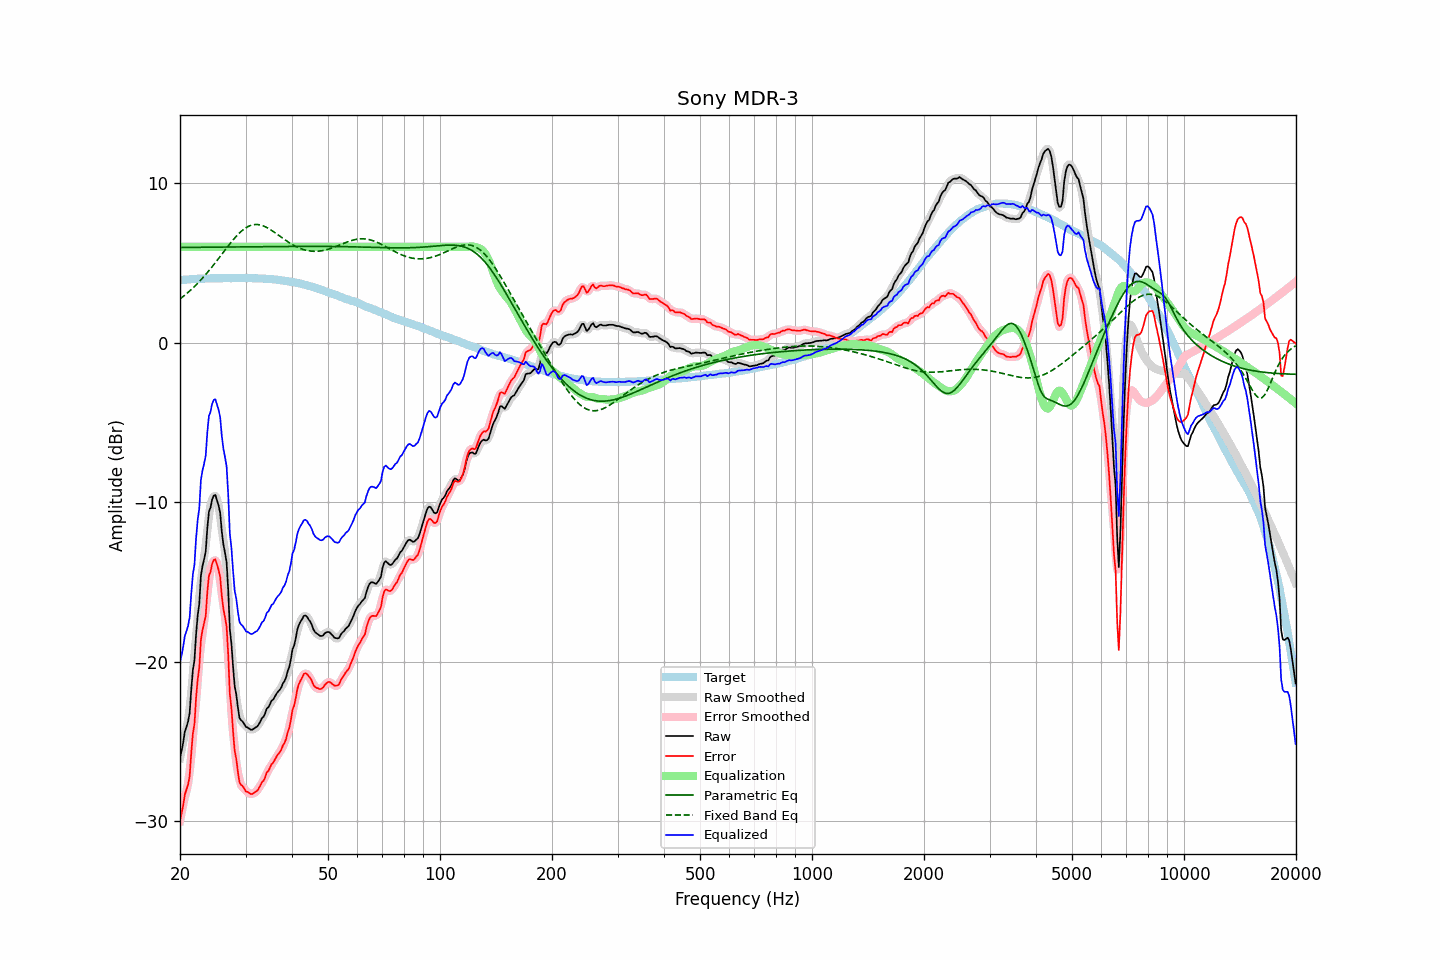 Sony MDR-3
Amplitude (dBr)
10
0
−10
−20
−30
Target
Raw Smoothed
Error Smoothed
Raw
Error
Equalization
Parametric Eq
Fixed Band Eq
Equalized
20 50 100 200 500 1000 2000 5000 10000 20000
Frequency (Hz)